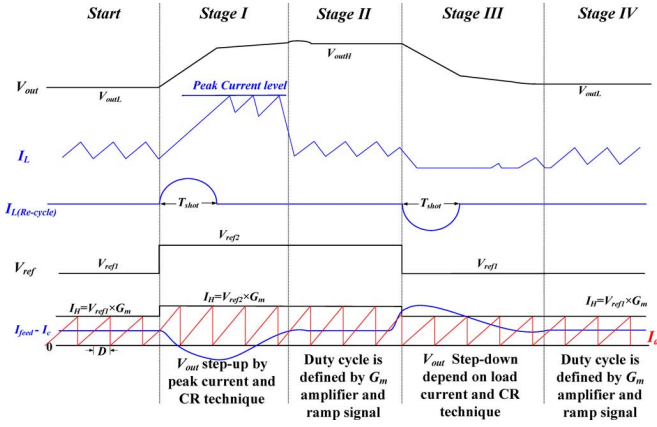 Start Stage I Stage II Stage III Stage IV
V_out
V_outL
V_outH
V_outL
Peak Current level
I_L
I_L(Re-cycle)
T_shot
T_shot
V_ref
V_ref1
V_ref2
V_ref1
I_H=V_ref1×G_m
I_H=V_ref2×G_m
I_H=V_ref1×G_m
I_feed - I_c
0
D
V_out step-up by
peak current and
CR technique
Duty cycle is
defined by G_m
amplifier and
ramp signal
V_out Step-down
depend on load
current and CR
technique
Duty cycle is
defined by G_m
amplifier and
ramp signal